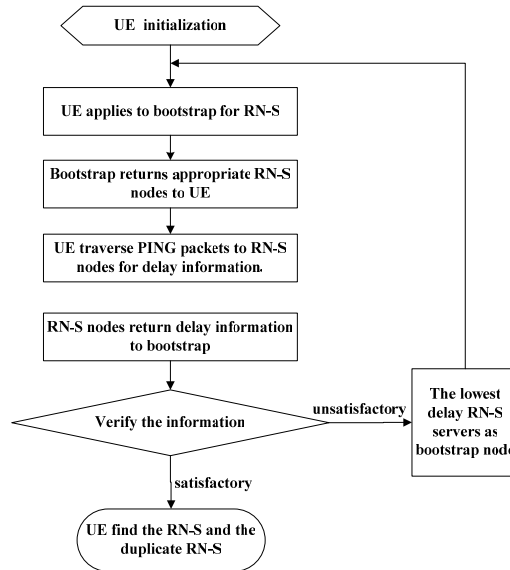 UE initialization
UE applies to bootstrap for RN-S
Bootstrap returns appropriate RN-S
nodes to UE
UE traverse PING packets to RN-S
nodes for delay information.
RN-S nodes return delay information
to bootstrap
Verify the information
unsatisfactory
The lowest
delay RN-S
servers as
bootstrap node
satisfactory
UE find the RN-S and the
duplicate RN-S